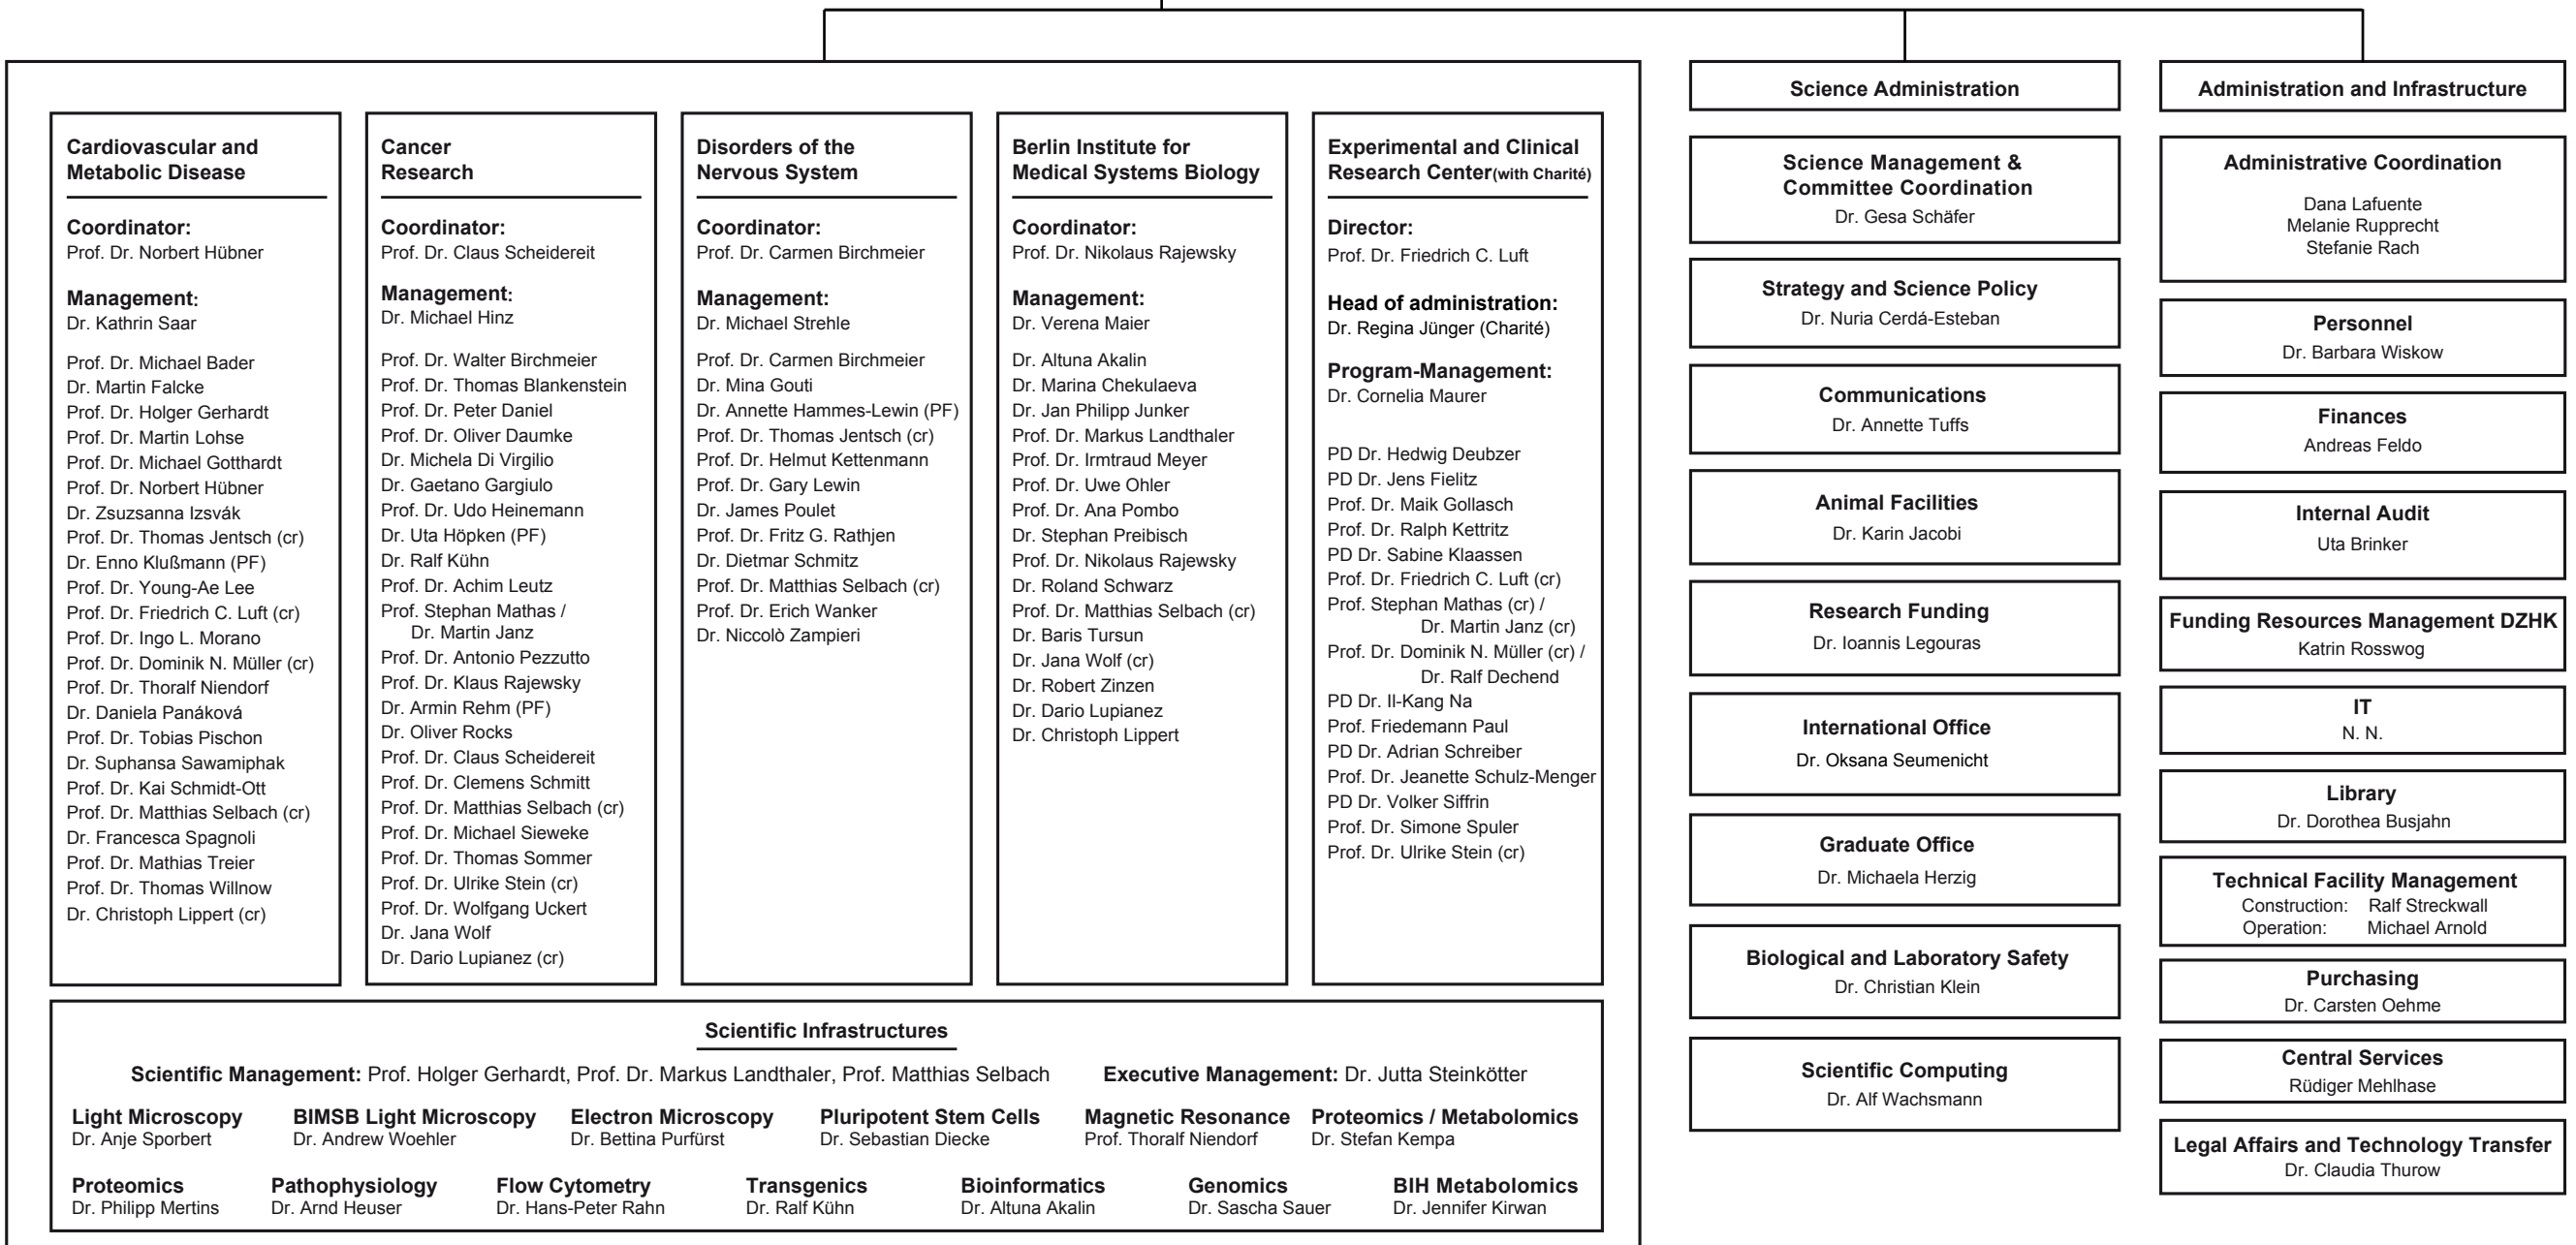 Cardiovascular and
Metabolic Disease
Coordinator:
Prof. Dr. Norbert Hübner
Management:
Dr. Kathrin Saar
Prof. Dr. Michael Bader
Dr. Martin Falcke
Prof. Dr. Holger Gerhardt
Prof. Dr. Martin Lohse
Prof. Dr. Michael Gotthardt
Prof. Dr. Norbert Hübner
Dr. Zsuzsanna Izsvák
Prof. Dr. Thomas Jentsch (cr)
Dr. Enno Klußmann (PF)
Prof. Dr. Young-Ae Lee
Prof. Dr. Friedrich C. Luft (cr)
Prof. Dr. Ingo L. Morano
Prof. Dr. Dominik N. Müller (cr)
Prof. Dr. Thoralf Niendorf
Dr. Daniela Panáková
Prof. Dr. Tobias Pischon
Dr. Suphansa Sawamiphak
Prof. Dr. Kai Schmidt-Ott
Prof. Dr. Matthias Selbach (cr)
Dr. Francesca Spagnoli
Prof. Dr. Mathias Treier
Prof. Dr. Thomas Willnow
Dr. Christoph Lippert (cr)
Cancer
Research
Coordinator:
Prof. Dr. Claus Scheidereit
Management:
Dr. Michael Hinz
Prof. Dr. Walter Birchmeier
Prof. Dr. Thomas Blankenstein
Prof. Dr. Peter Daniel
Prof. Dr. Oliver Daumke
Dr. Michela Di Virgilio
Dr. Gaetano Gargiulo
Prof. Dr. Udo Heinemann
Dr. Uta Höpken (PF)
Dr. Ralf Kühn
Prof. Dr. Achim Leutz
Prof. Stephan Mathas /
Dr. Martin Janz
Prof. Dr. Antonio Pezzutto
Prof. Dr. Klaus Rajewsky
Dr. Armin Rehm (PF)
Dr. Oliver Rocks
Prof. Dr. Claus Scheidereit
Prof. Dr. Clemens Schmitt
Prof. Dr. Matthias Selbach (cr)
Prof. Dr. Michael Sieweke
Prof. Dr. Thomas Sommer
Prof. Dr. Ulrike Stein (cr)
Prof. Dr. Wolfgang Uckert
Dr. Jana Wolf
Dr. Dario Lupianez (cr)
Disorders of the
Nervous System
Coordinator:
Prof. Dr. Carmen Birchmeier
Management:
Dr. Michael Strehle
Prof. Dr. Carmen Birchmeier
Dr. Mina Gouti
Dr. Annette Hammes-Lewin (PF)
Prof. Dr. Thomas Jentsch (cr)
Prof. Dr. Helmut Kettenmann
Prof. Dr. Gary Lewin
Dr. James Poulet
Prof. Dr. Fritz G. Rathjen
Dr. Dietmar Schmitz
Prof. Dr. Matthias Selbach (cr)
Prof. Dr. Erich Wanker
Dr. Niccolò Zampieri
Berlin Institute for
Medical Systems Biology
Coordinator:
Prof. Dr. Nikolaus Rajewsky
Management:
Dr. Verena Maier
Dr. Altuna Akalin
Dr. Marina Chekulaeva
Dr. Jan Philipp Junker
Prof. Dr. Markus Landthaler
Prof. Dr. Irmtraud Meyer
Prof. Dr. Uwe Ohler
Prof. Dr. Ana Pombo
Dr. Stephan Preibisch
Prof. Dr. Nikolaus Rajewsky
Dr. Roland Schwarz
Prof. Dr. Matthias Selbach (cr)
Dr. Baris Tursun
Dr. Jana Wolf (cr)
Dr. Robert Zinzen
Dr. Dario Lupianez
Dr. Christoph Lippert
Experimental and Clinical
Research Center(with Charité)
Director:
Prof. Dr. Friedrich C. Luft
Head of administration:
Dr. Regina Jünger (Charité)
Program-Management:
Dr. Cornelia Maurer
PD Dr. Hedwig Deubzer
PD Dr. Jens Fielitz
Prof. Dr. Maik Gollasch
Prof. Dr. Ralph Kettritz
PD Dr. Sabine Klaassen
Prof. Dr. Friedrich C. Luft (cr)
Prof. Stephan Mathas (cr) /
Dr. Martin Janz (cr)
Prof. Dr. Dominik N. Müller (cr) /
Dr. Ralf Dechend
PD Dr. Il-Kang Na
Prof. Friedemann Paul
PD Dr. Adrian Schreiber
Prof. Dr. Jeanette Schulz-Menger
PD Dr. Volker Siffrin
Prof. Dr. Simone Spuler
Prof. Dr. Ulrike Stein (cr)
Scientific Infrastructures
Scientific Management: Prof. Holger Gerhardt, Prof. Dr. Markus Landthaler, Prof. Matthias Selbach Executive Management: Dr. Jutta Steinkötter
Light Microscopy BIMSB Light Microscopy Electron Microscopy Pluripotent Stem Cells Magnetic Resonance Proteomics / Metabolomics
Dr. Anje Sporbert Dr. Andrew Woehler Dr. Bettina Purfürst Dr. Sebastian Diecke Prof. Thoralf Niendorf Dr. Stefan Kempa
Proteomics Pathophysiology Flow Cytometry Transgenics Bioinformatics Genomics BIH Metabolomics
Dr. Philipp Mertins Dr. Arnd Heuser Dr. Hans-Peter Rahn Dr. Ralf Kühn Dr. Altuna Akalin Dr. Sascha Sauer Dr. Jennifer Kirwan
Science Administration
Science Management &
Committee Coordination
Dr. Gesa Schäfer
Strategy and Science Policy
Dr. Nuria Cerdá-Esteban
Communications
Dr. Annette Tuffs
Animal Facilities
Dr. Karin Jacobi
Research Funding
Dr. Ioannis Legouras
International Office
Dr. Oksana Seumenicht
Graduate Office
Dr. Michaela Herzig
Biological and Laboratory Safety
Dr. Christian Klein
Scientific Computing
Dr. Alf Wachsmann
Administration and Infrastructure
Administrative Coordination
Dana Lafuente
Melanie Rupprecht
Stefanie Rach
Personnel
Dr. Barbara Wiskow
Finances
Andreas Feldo
Internal Audit
Uta Brinker
Funding Resources Management DZHK
Katrin Rosswog
IT
N. N.
Library
Dr. Dorothea Busjahn
Technical Facility Management
Construction: Ralf Streckwall
Operation: Michael Arnold
Purchasing
Dr. Carsten Oehme
Central Services
Rüdiger Mehlhase
Legal Affairs and Technology Transfer
Dr. Claudia Thurow